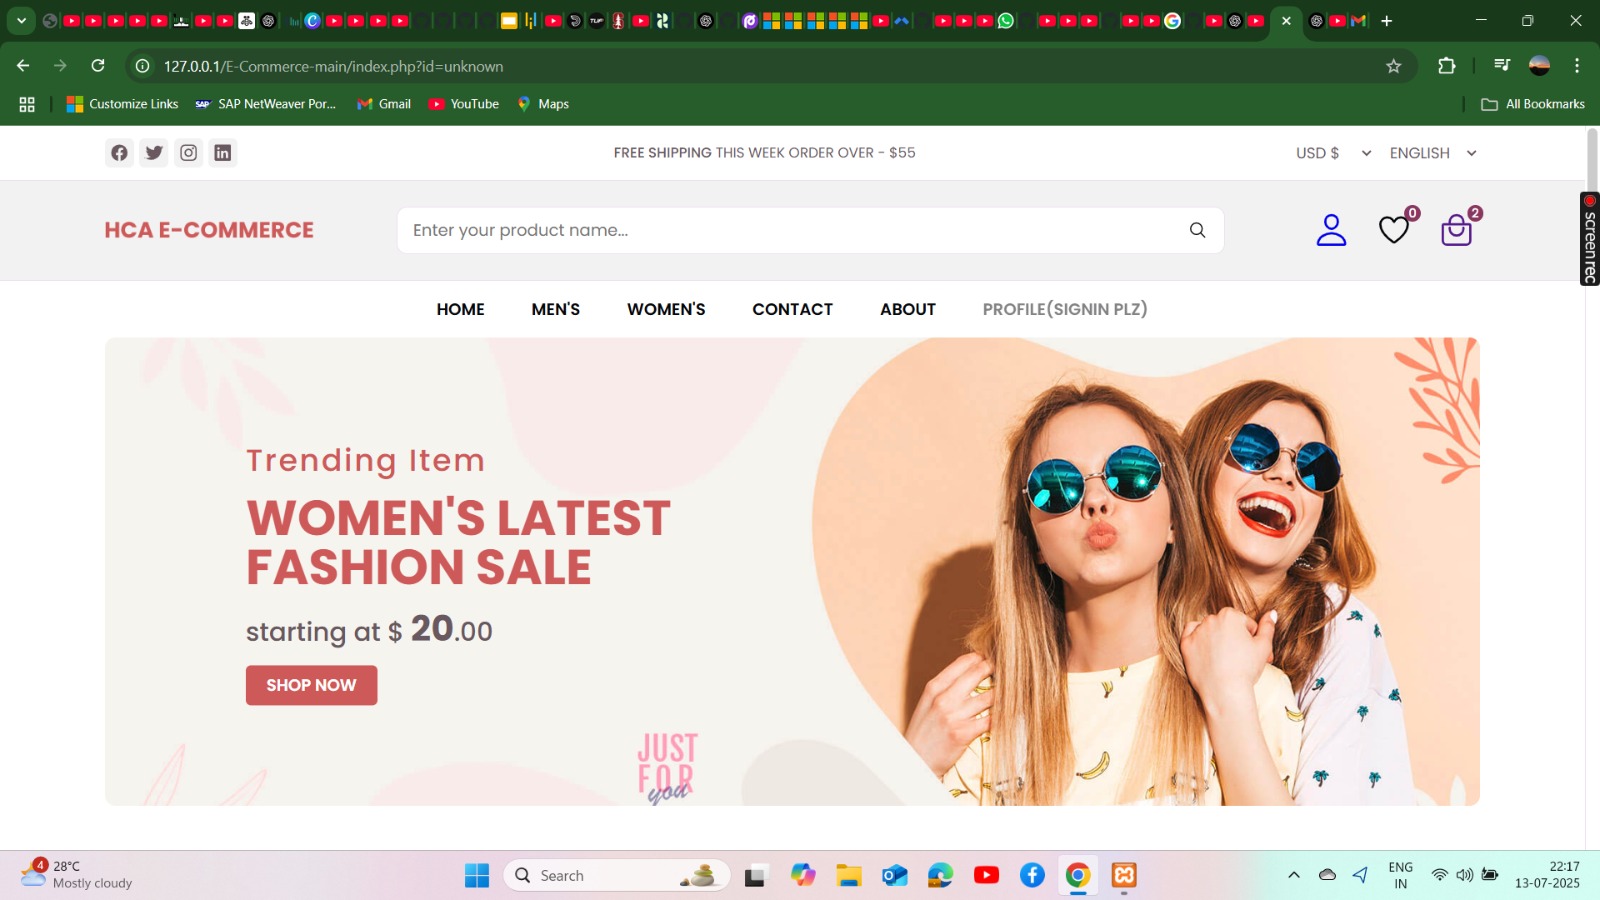 127.0.0.1/E-Commerce-main/index.php?id=unknown
Customize Links
SAP NetWeaver Por...
Gmail
YouTube
Maps
All Bookmarks
FREE SHIPPING THIS WEEK ORDER OVER - $55
USD $
ENGLISH
HCA E-COMMERCE
Enter your product name...
0
2
screenrec
HOME
MEN'S
WOMEN'S
CONTACT
ABOUT
PROFILE(SIGNIN PLZ)
Trending Item
WOMEN'S LATEST
FASHION SALE
starting at $ 20.00
SHOP NOW
JUST
FOR
you
4
28°C
Mostly cloudy
Search
ENG
IN
22:17
13-07-2025